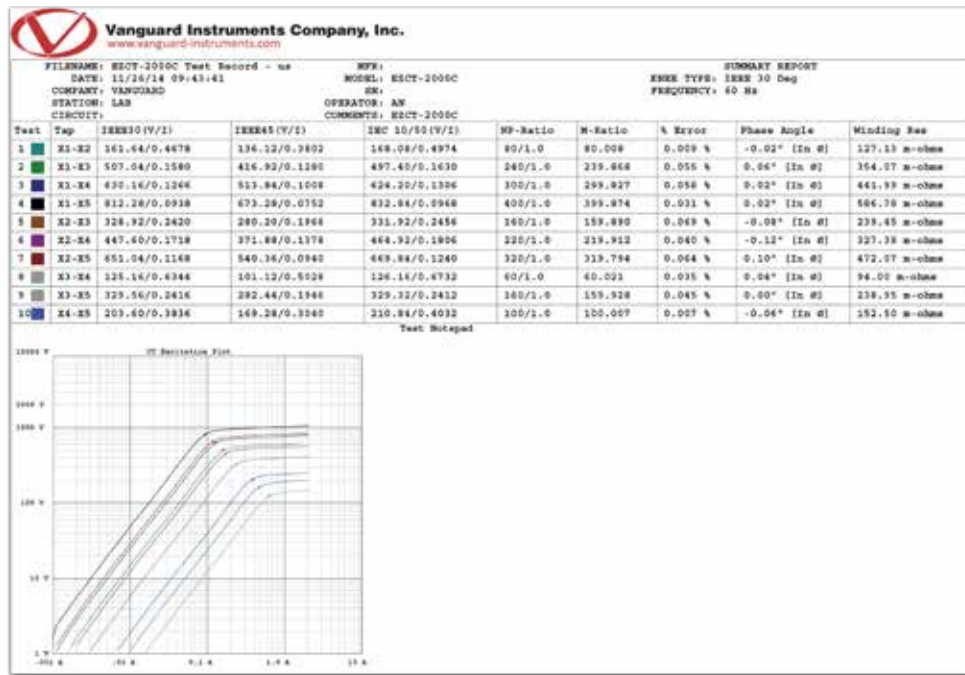 Vanguard Instruments Company, Inc.
www.vanguard-instruments.com
FILENAME: EZCT-2000C Test Record - us MFR: SUMMARY REPORT
DATE: 11/26/14 09:43:41 MODEL: EZCT-2000C KNEE TYPE: IEEE 30 Deg
COMPANY: VANGUARD SN: FREQUENCY: 60 Hz
STATION: LAB OPERATOR: AN
CIRCUIT: COMMENTS: EZCT-2000C
Test Tap IEEE30(V/I) IEEE45(V/I) IEC 10/50(V/I) NP-Ratio M-Ratio % Error Phase Angle Winding Res
1 X1-X2 161.64/0.4678 136.12/0.3802 168.08/0.4974 80/1.0 80.008 0.009 % -0.02° [In Ø] 127.13 m-ohms
2 X1-X3 507.04/0.1580 416.92/0.1280 497.40/0.1630 240/1.0 239.868 0.055 % 0.06° [In Ø] 354.07 m-ohms
3 X1-X4 630.16/0.1266 513.84/0.1008 624.20/0.1306 300/1.0 299.827 0.058 % 0.02° [In Ø] 441.93 m-ohms
4 X1-X5 812.28/0.0938 673.28/0.0752 832.84/0.0968 400/1.0 399.874 0.031 % 0.02° [In Ø] 586.78 m-ohms
5 X2-X3 328.92/0.2420 280.20/0.1966 331.92/0.2456 160/1.0 159.890 0.069 % -0.08° [In Ø] 239.45 m-ohms
6 X2-X4 447.60/0.1718 371.88/0.1378 464.92/0.1806 220/1.0 219.912 0.040 % -0.12° [In Ø] 327.38 m-ohms
7 X2-X5 651.04/0.1168 540.36/0.0940 669.84/0.1240 320/1.0 319.794 0.064 % 0.10° [In Ø] 472.07 m-ohms
8 X3-X4 125.16/0.6344 101.12/0.5028 126.16/0.6732 60/1.0 60.021 0.035 % 0.04° [In Ø] 94.00 m-ohms
9 X3-X5 329.56/0.2416 282.44/0.1946 329.32/0.2412 160/1.0 159.928 0.045 % 0.00° [In Ø] 238.95 m-ohms
10 X4-X5 203.60/0.3836 169.28/0.3040 210.84/0.4032 100/1.0 100.007 0.007 % -0.06° [In Ø] 152.50 m-ohms
Test Notepad
CT Excitation Plot
10000 V
1000 V
1000 V
100 V
10 V
1 V
.001 A .01 A 0.1 A 1.0 A 10 A